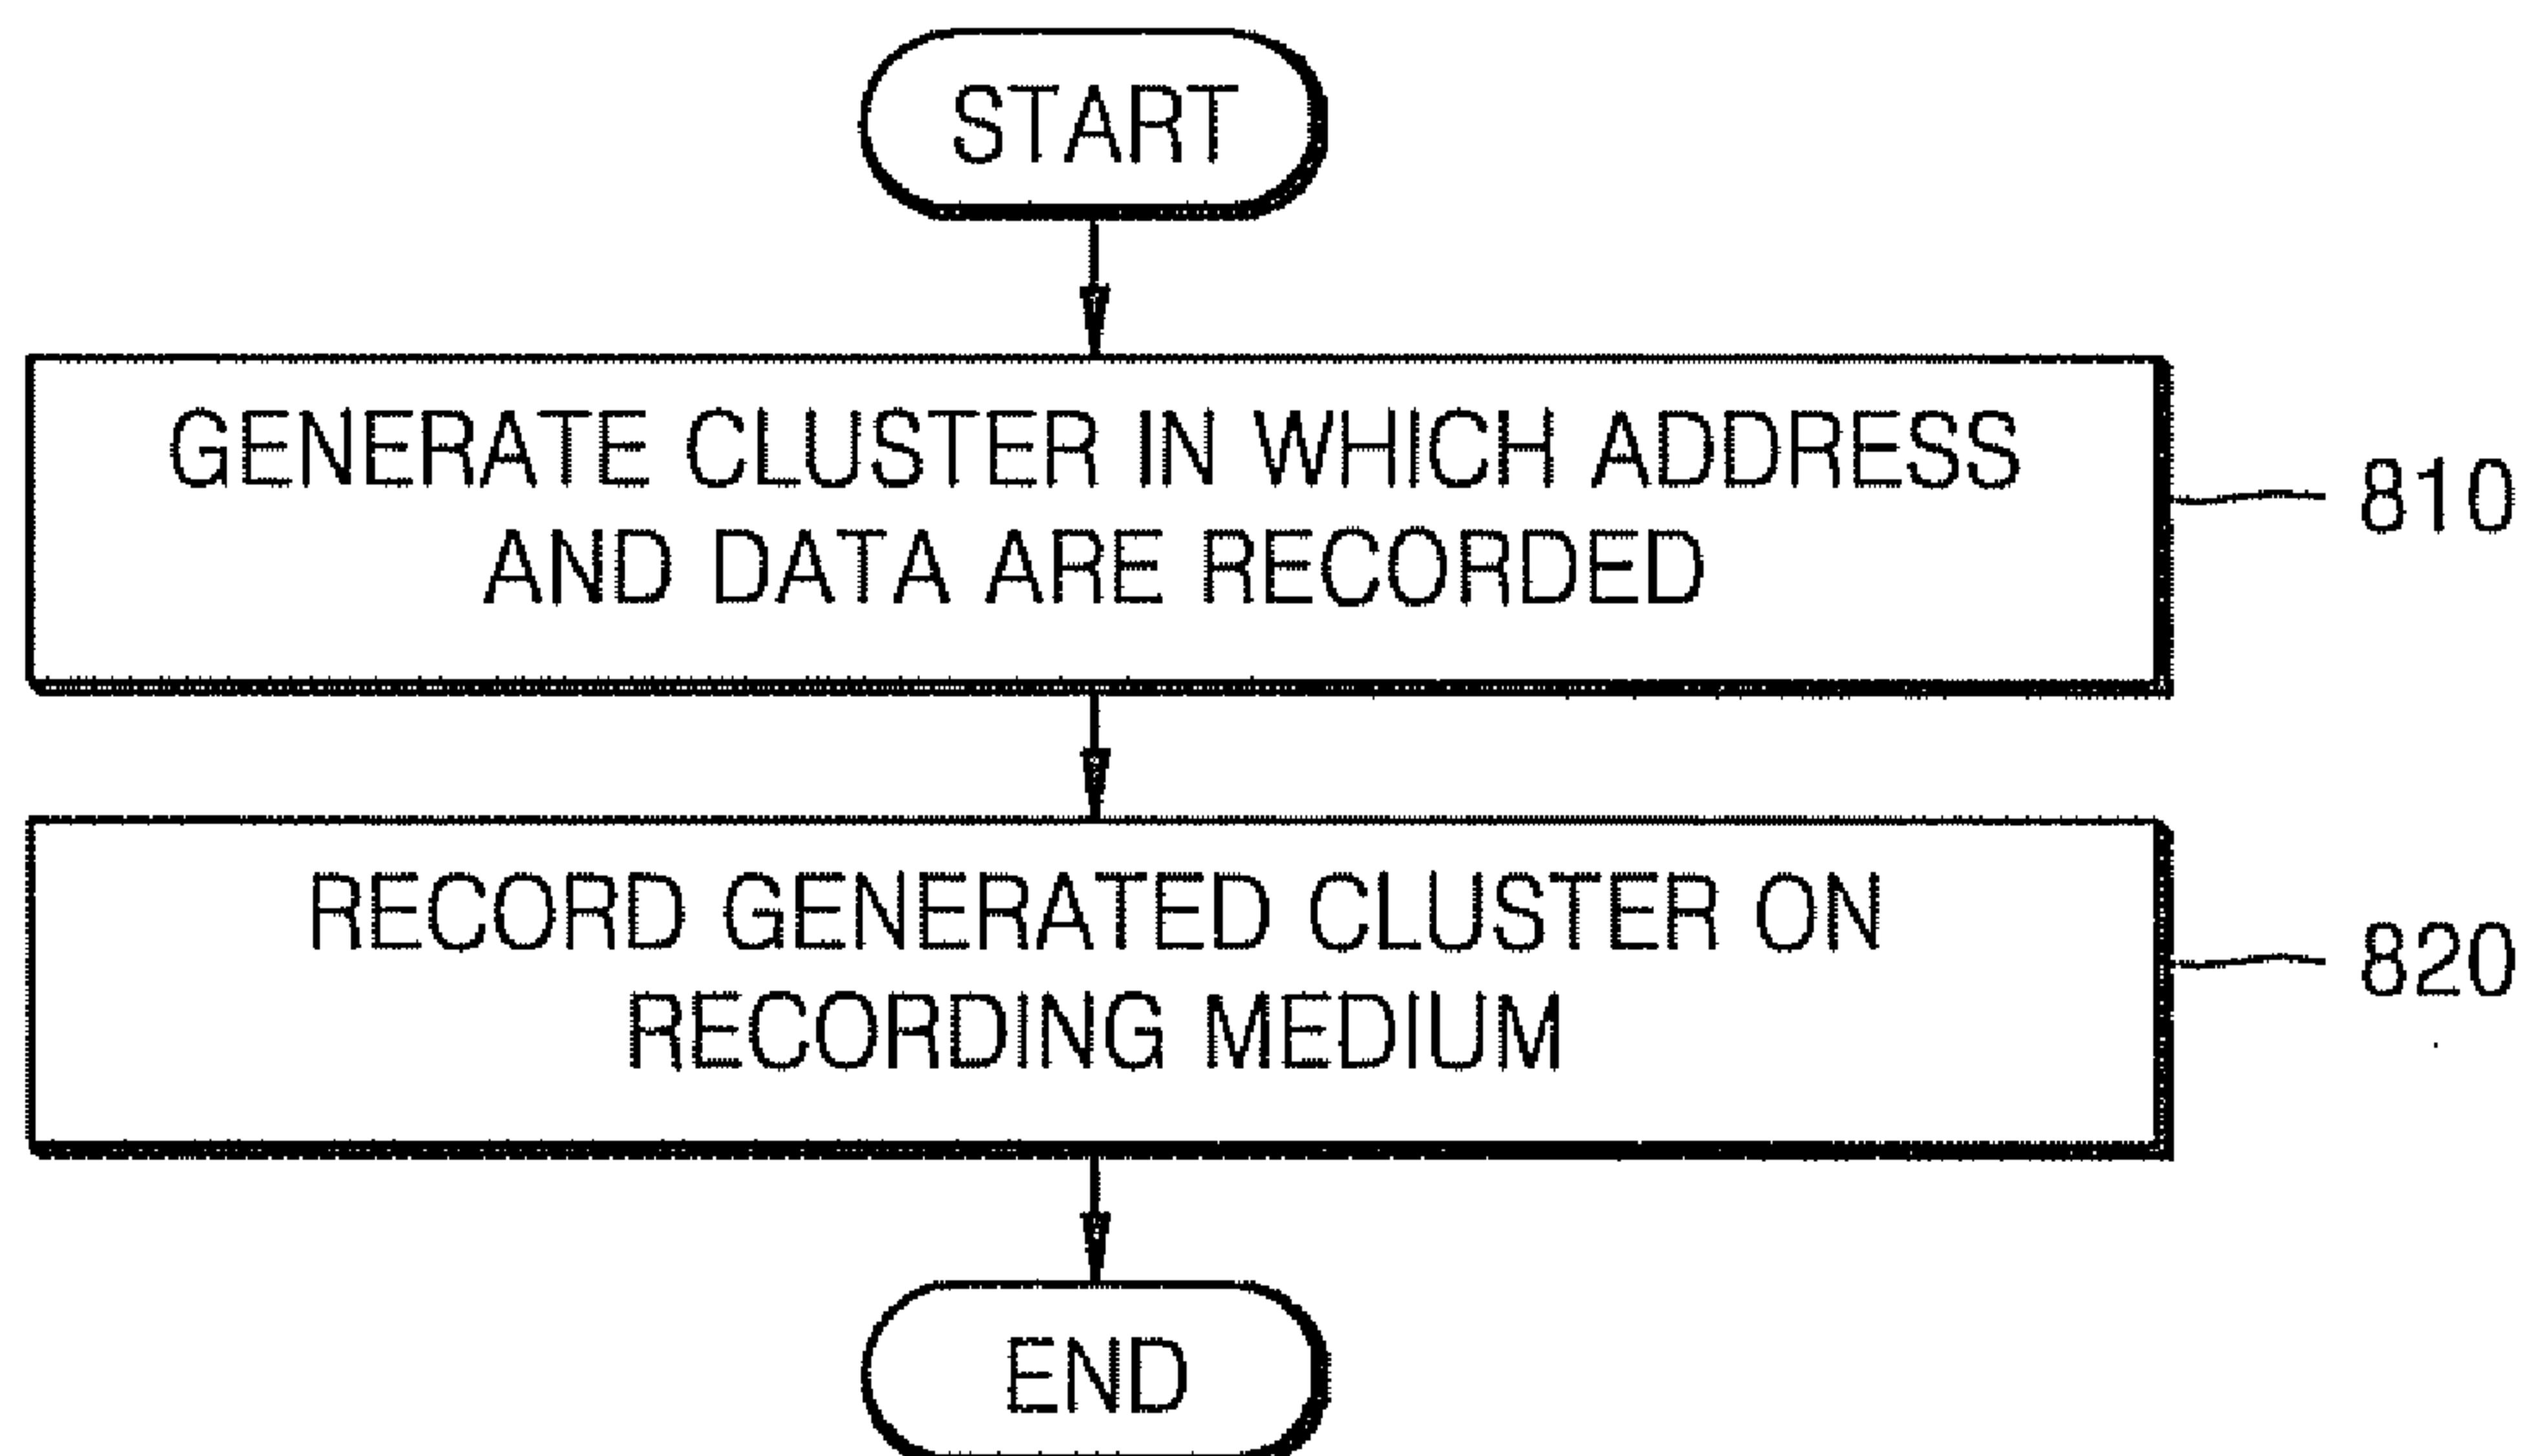 START
GENERATE CLUSTER IN WHICH ADDRESS
AND DATA ARE RECORDED
810
RECORD GENERATED CLUSTER ON
RECORDING MEDIUM
820
END